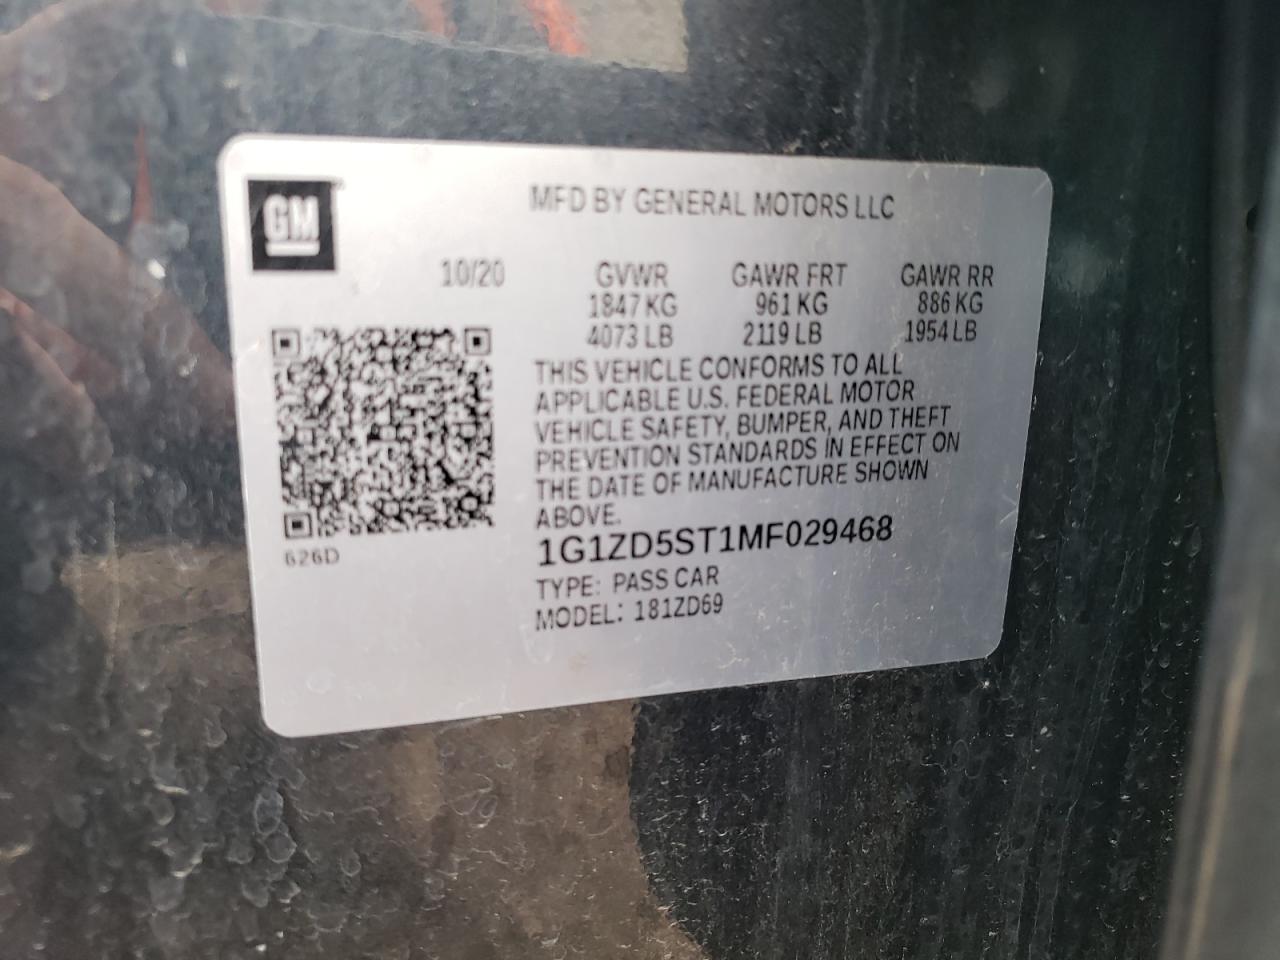 GM
MFD BY GENERAL MOTORS LLC
10/20 GVWR GAWR FRT GAWR RR
1847 KG 961 KG 886 KG
4073 LB 2119 LB 1954 LB
THIS VEHICLE CONFORMS TO ALL
APPLICABLE U.S. FEDERAL MOTOR
VEHICLE SAFETY, BUMPER, AND THEFT
PREVENTION STANDARDS IN EFFECT ON
THE DATE OF MANUFACTURE SHOWN
ABOVE.
626D
1G1ZD5ST1MF029468
TYPE: PASS CAR
MODEL: 181ZD69